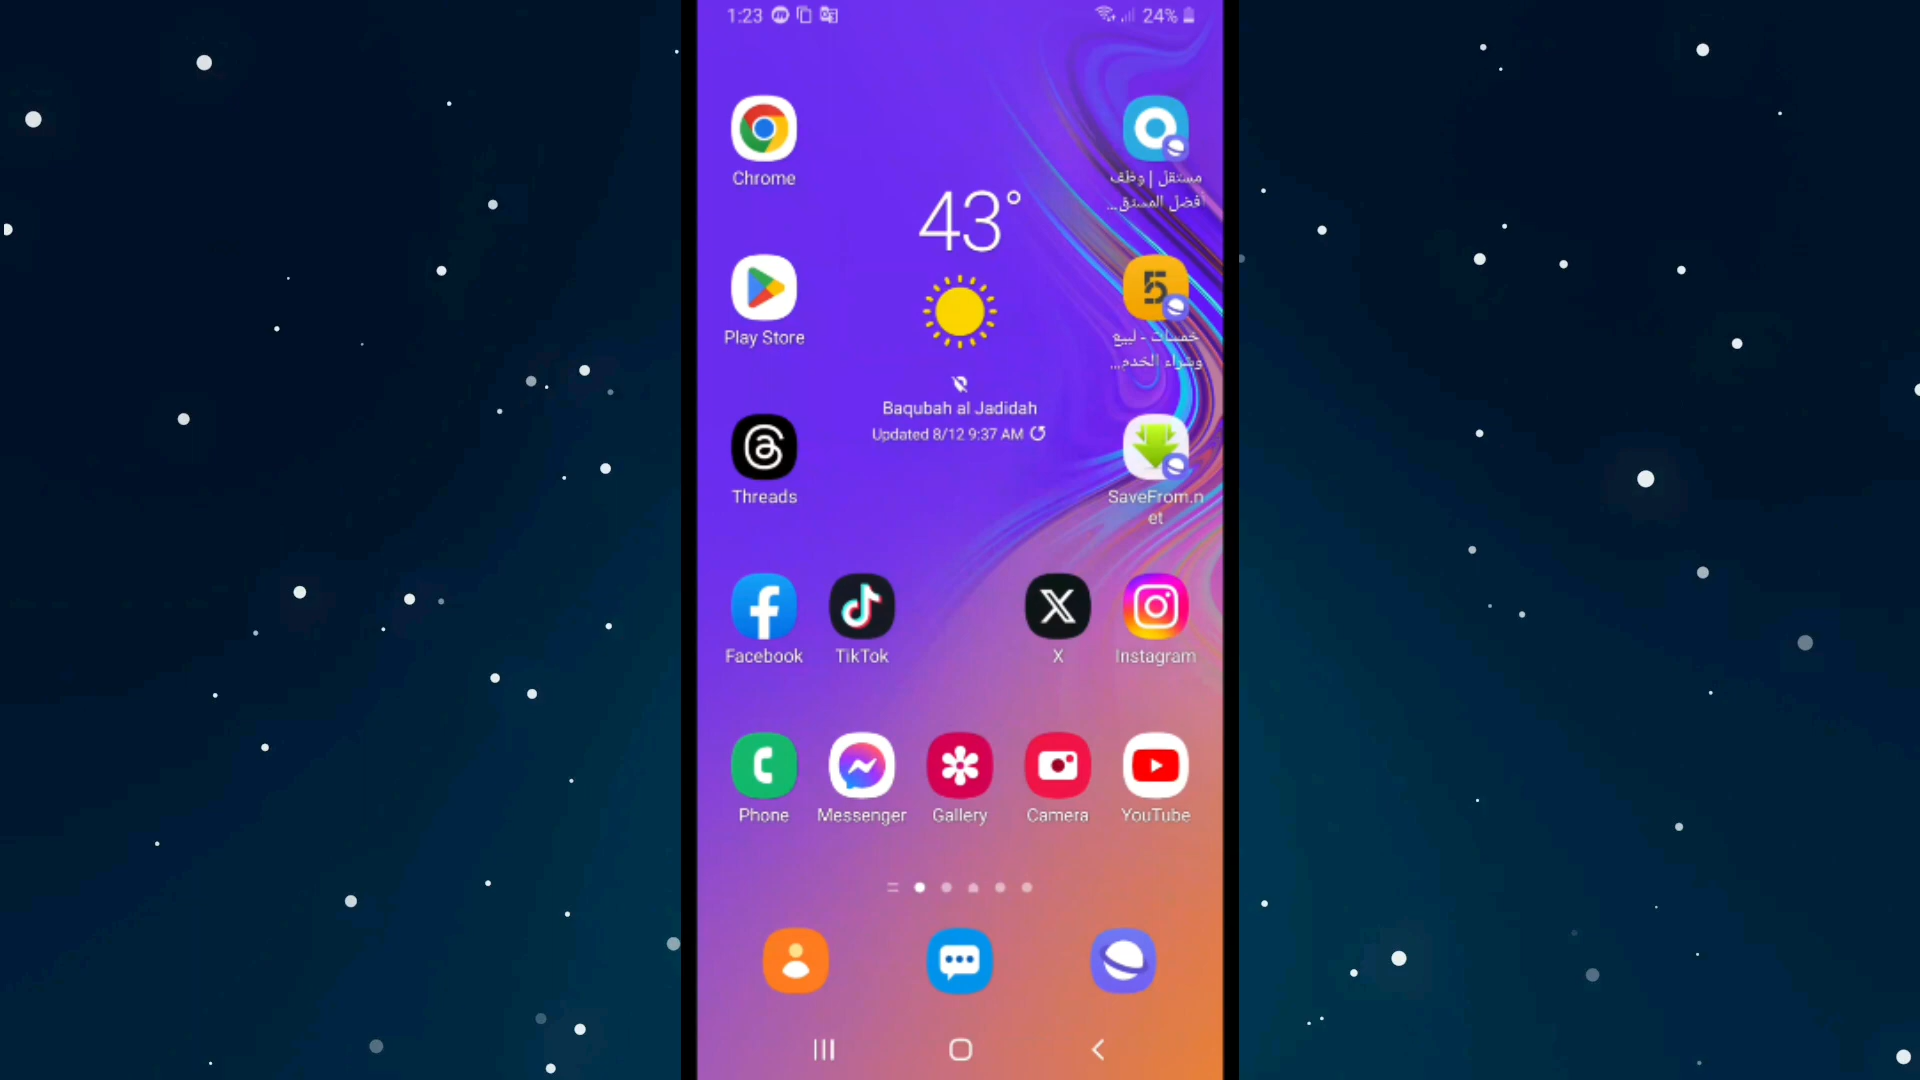 1:23
24%
Chrome
مستقل | وظف
أفضل المستق...
43°
Play Store
خمسات - لبيع
وشراء الخدم...
Baqubah al Jadidah
Updated 8/12 9:37 AM
Threads
SaveFrom.n
et
Facebook
TikTok
X
Instagram
Phone
Messenger
Gallery
Camera
YouTube